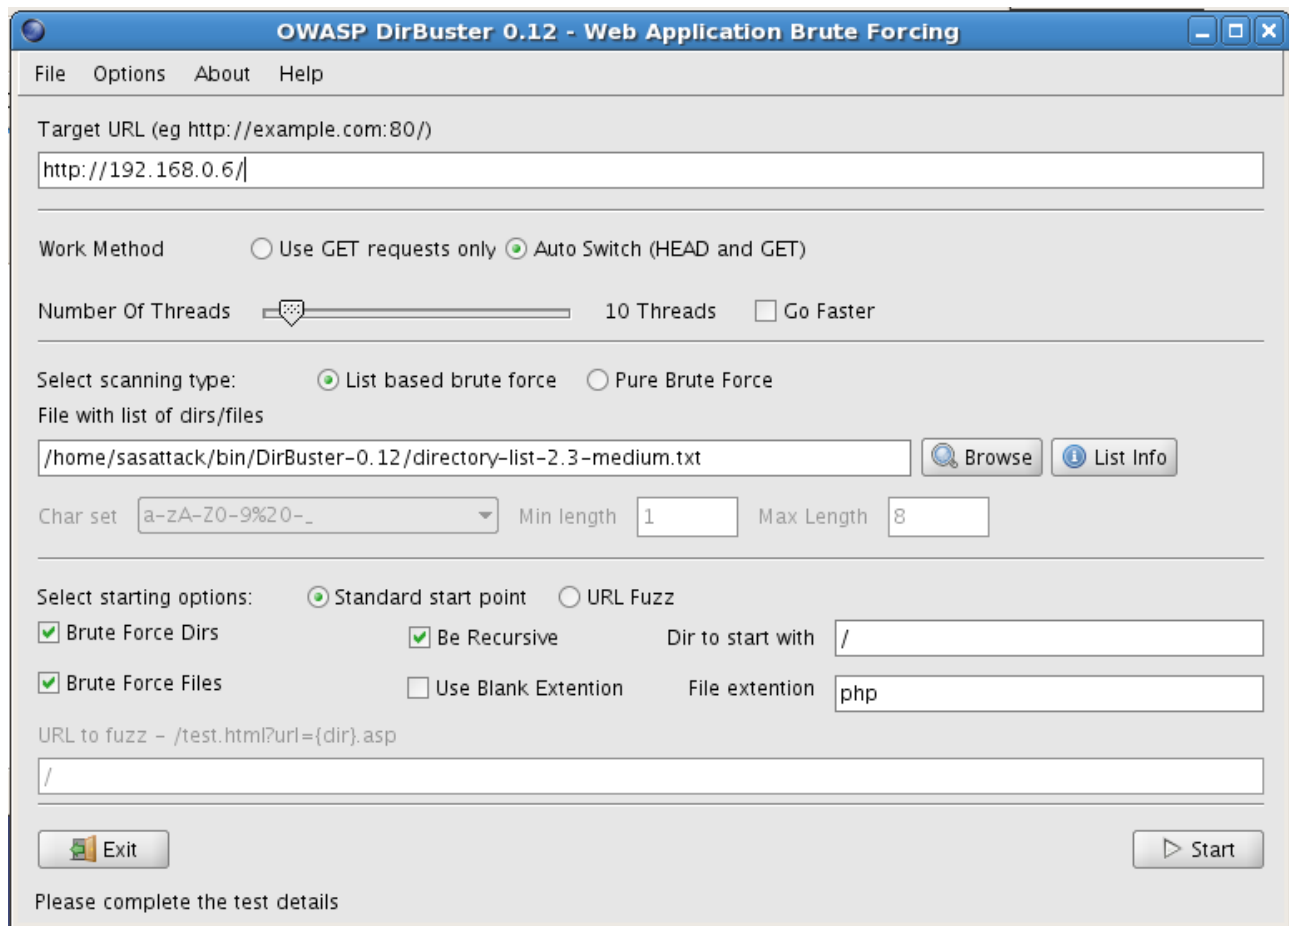 OWASP DirBuster 0.12 - Web Application Brute Forcing
File Options About Help
Target URL (eg http://example.com:80/)
http://192.168.0.6/
Work Method Use GET requests only Auto Switch (HEAD and GET)
Number Of Threads 10 Threads Go Faster
Select scanning type: List based brute force Pure Brute Force
File with list of dirs/files
/home/sasattack/bin/DirBuster-0.12/directory-list-2.3-medium.txt Browse List Info
Char set a-zA-Z0-9%20-_ Min length 1 Max Length 8
Select starting options: Standard start point URL Fuzz
Brute Force Dirs Be Recursive Dir to start with /
Brute Force Files Use Blank Extention File extention php
URL to fuzz - /test.html?url={dir}.asp
/
Exit Start
Please complete the test details